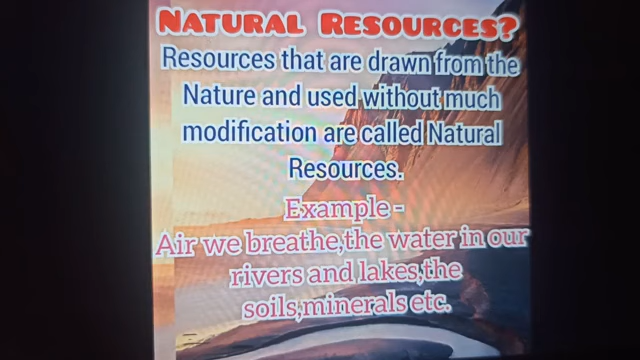 NATURAL RESOURCES?
Resources that are drawn from the
Nature and used without much
modification are called Natural
Resources.
Example -
Air we breathe,the water in our
rivers and lakes,the
soils,minerals etc.